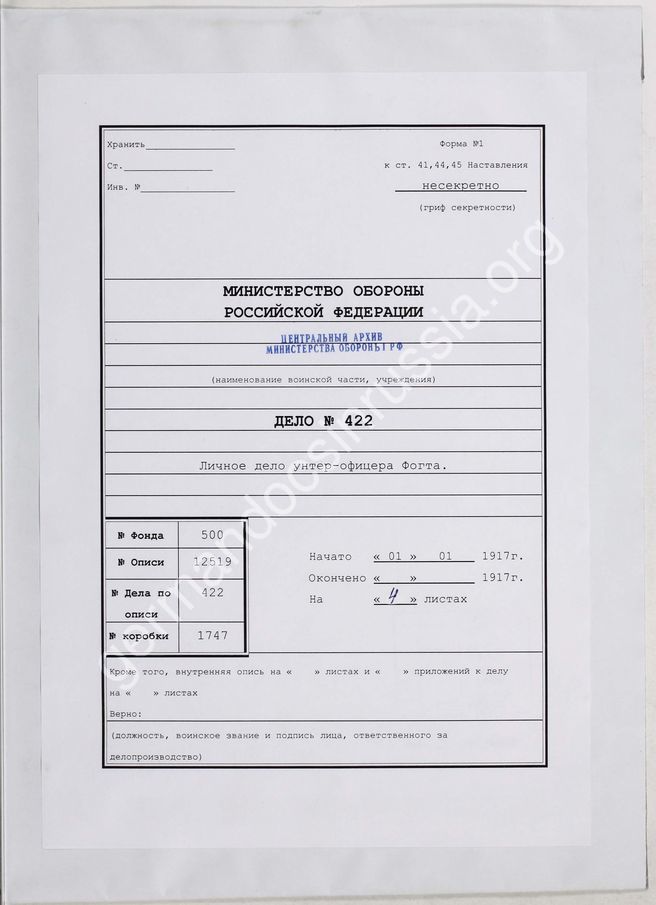 Хранить
Форма №1
Ст.
к ст. 41,44,45 Наставления
Инв. №
несекретно
(гриф секретности)
МИНИСТЕРСТВО ОБОРОНЫ
РОССИЙСКОЙ ФЕДЕРАЦИИ
ЦЕНТРАЛЬНЫЙ АРХИВ
МИНИСТЕРСТВА ОБОРОНЫ РФ
(наименование воинской части, учреждения)
ДЕЛО № 422
Личное дело унтер-офицера Фогта.
№ Фонда 500
№ Описи 12519
№ Дела по описи 422
№ коробки 1747
Начато « 01 » 01 1917г.
Окончено « » 1917г.
На « 4 » листах
Кроме того, внутренняя опись на « » листах и « » приложений к делу
на « » листах
Верно:
(должность, воинское звание и подпись лица, ответственного за
делопроизводство)
germandocsinrussia.org